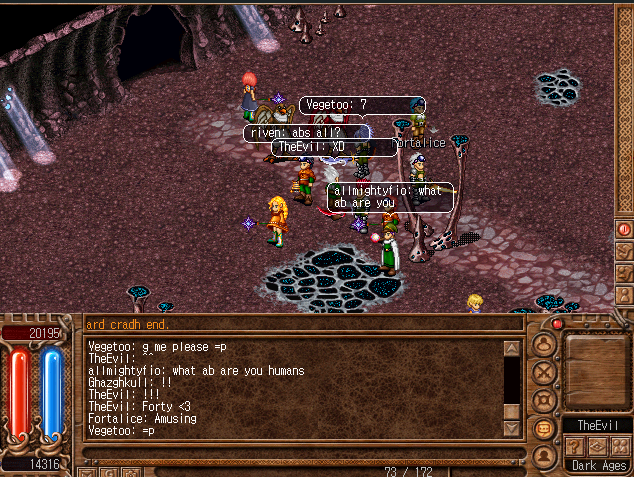 Vegetoo: ?
riven: abs all?
Fortalice
TheEvil: XD
allmightyfio: what
ab are you
20195
ard cradh end.
Vegetoo: g me please =p
TheEvil: ^^
allmightyfio: what ab are you humans
Ghazghkull: !!
TheEvil: !!!
TheEvil: Forty <3
Fortalice: Amusing
Vegetoo: =p
TheEvil
14316
73 / 172
Dark Ages